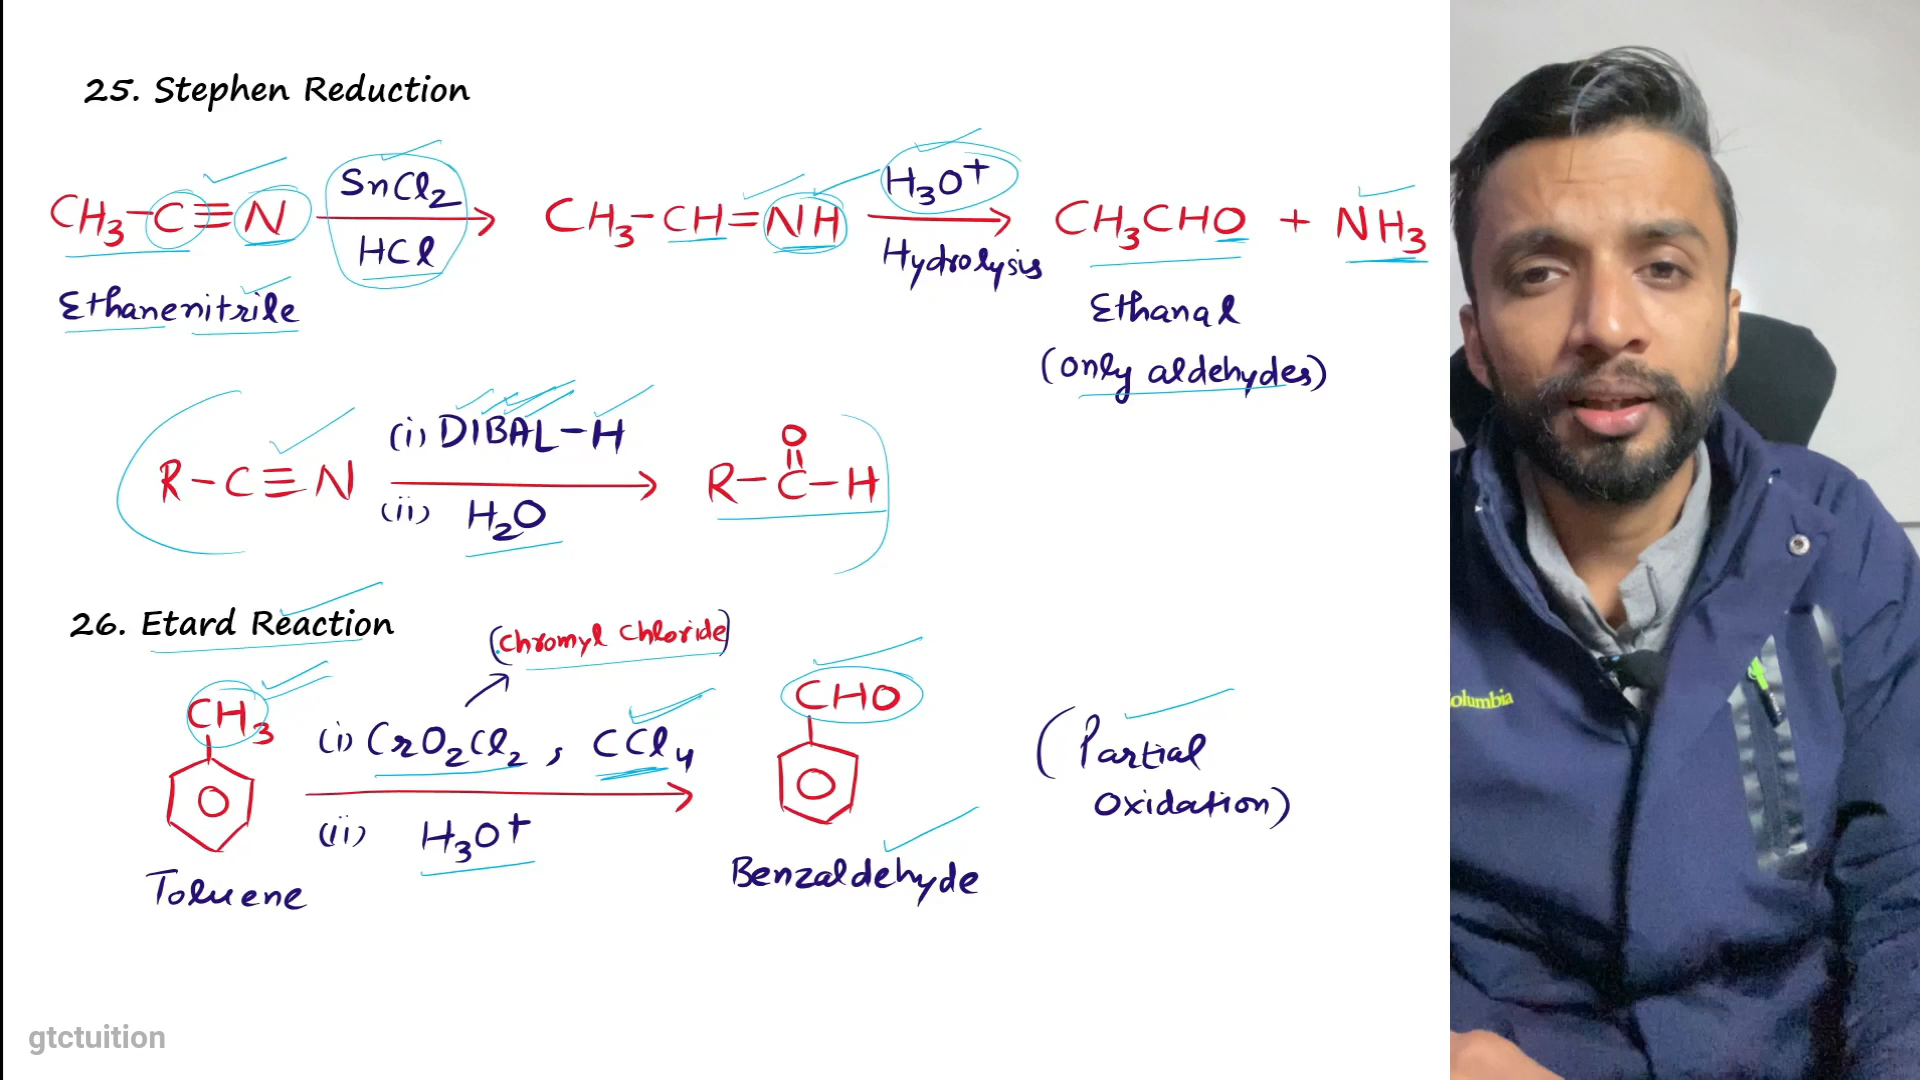 25. Stephen Reduction
CH3-C≡N SnCl2 HCl CH3-CH=NH H3O+ Hydrolysis CH3CHO + NH3
Ethanenitrile
Ethanal
(only aldehydes)
R-C≡N (i) DIBAL-H (ii) H2O R-C-H
O
26. Etard Reaction
(Chromyl Chloride)
CH3 (i) CrO2Cl2, CCl4 (ii) H3O+ CHO
(Partial
Oxidation)
Toluene
Benzaldehyde
olumbia
gtctuition